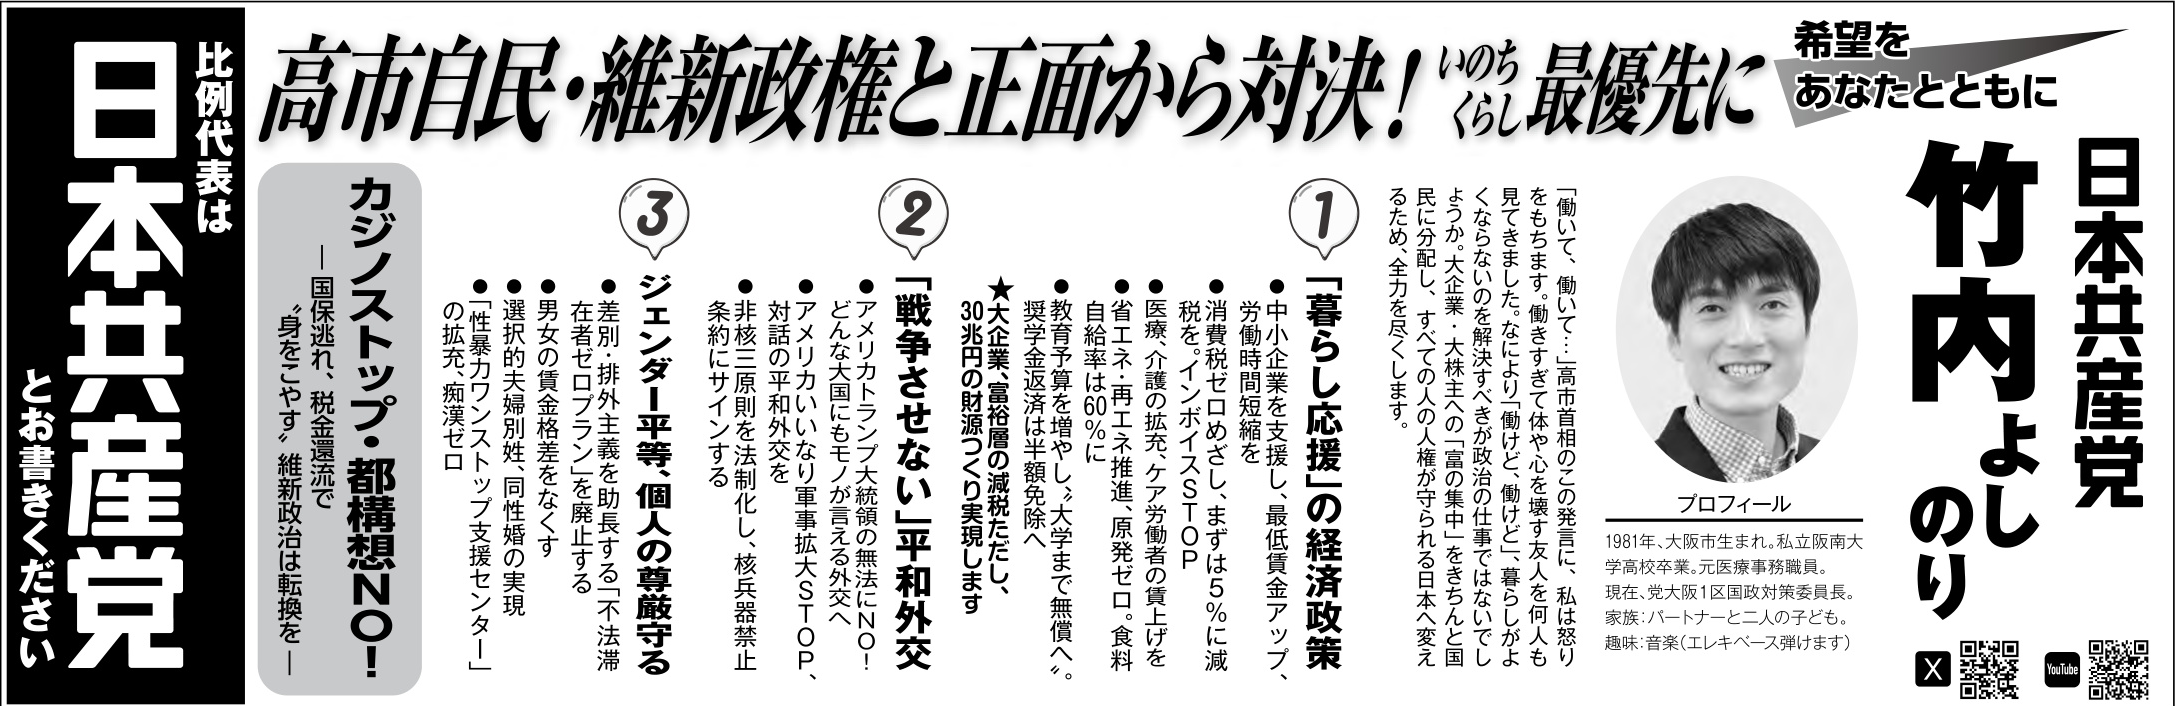 希望を
あなたとともに
日本共産党
竹内よしのり
X
YouTube
プロフィール
1981年、大阪市生まれ。私立阪南大
学高校卒業。元医療事務職員。
現在、党大阪1区国政対策委員長。
家族：パートナーと二人の子ども。
趣味：音楽（エレキベース弾けます）
高市自民・維新政権と正面から対決！いのち くらし 最優先に
「働いて、働いて…」高市首相のこの発言に、私は怒り
をもちます。働きすぎて体や心を壊す友人を何人も
見てきました。なにより「働けど、働けど」、暮らしがよ
くならないのを解決すべきが政治の仕事ではないでし
ょうか。大企業・大株主への「富の集中」をきちんと国
民に分配し、すべての人の人権が守られる日本へ変え
るため、全力を尽くします。
1
「暮らし応援」の経済政策
●中小企業を支援し、最低賃金アップ、
労働時間短縮を
●消費税ゼロめざし、まずは5％に減
税を。インボイスSTOP
●医療、介護の拡充、ケア労働者の賃上げを
●省エネ・再エネ推進、原発ゼロ。食料
自給率は60％に
●教育予算を増やし、〝大学まで無償へ〟。
奨学金返済は半額免除へ
★大企業、富裕層の減税ただし、
30兆円の財源つくり実現します
2
「戦争させない」平和外交
●アメリカトランプ大統領の無法にNO！
どんな大国にもモノが言える外交へ
●アメリカいいなり軍事拡大STOP、
対話の平和外交を
●非核三原則を法制化し、核兵器禁止
条約にサインする
3
ジェンダー平等、個人の尊厳守る
●差別・排外主義を助長する「不法滞
在者ゼロプラン」を廃止する
●男女の賃金格差をなくす
●選択的夫婦別姓、同性婚の実現
●「性暴力ワンストップ支援センター」
の拡充、痴漢ゼロ
カジノストップ・都構想NO！
―国保逃れ、税金還流で
〝身をこやす〟維新政治は転換を―
比例代表は
日本共産党
とお書きください